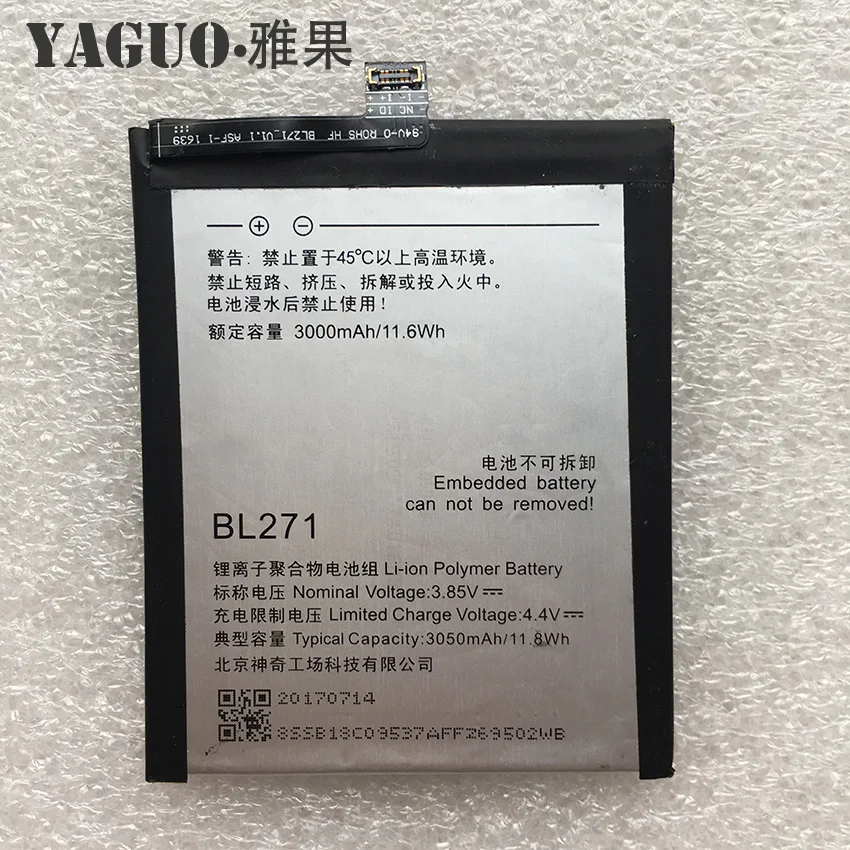 YAGUO·雅果
- I - I+
+ NC ID +
94V-0 ROHS HF BL271_V1.1 ASF-1 1639
警告: 禁止置于45℃以上高温环境。
禁止短路、挤压、拆解或投入火中。
电池浸水后禁止使用!
额定容量 3000mAh/11.6Wh
电池不可拆卸
Embedded battery
can not be removed!
BL271
锂离子聚合物电池组 Li-ion Polymer Battery
标称电压 Nominal Voltage:3.85V⎓
充电限制电压 Limited Charge Voltage:4.4V⎓
典型容量 Typical Capacity:3050mAh/11.8Wh
北京神奇工场科技有限公司
20170714
8SSB18C09537AFF269502WB